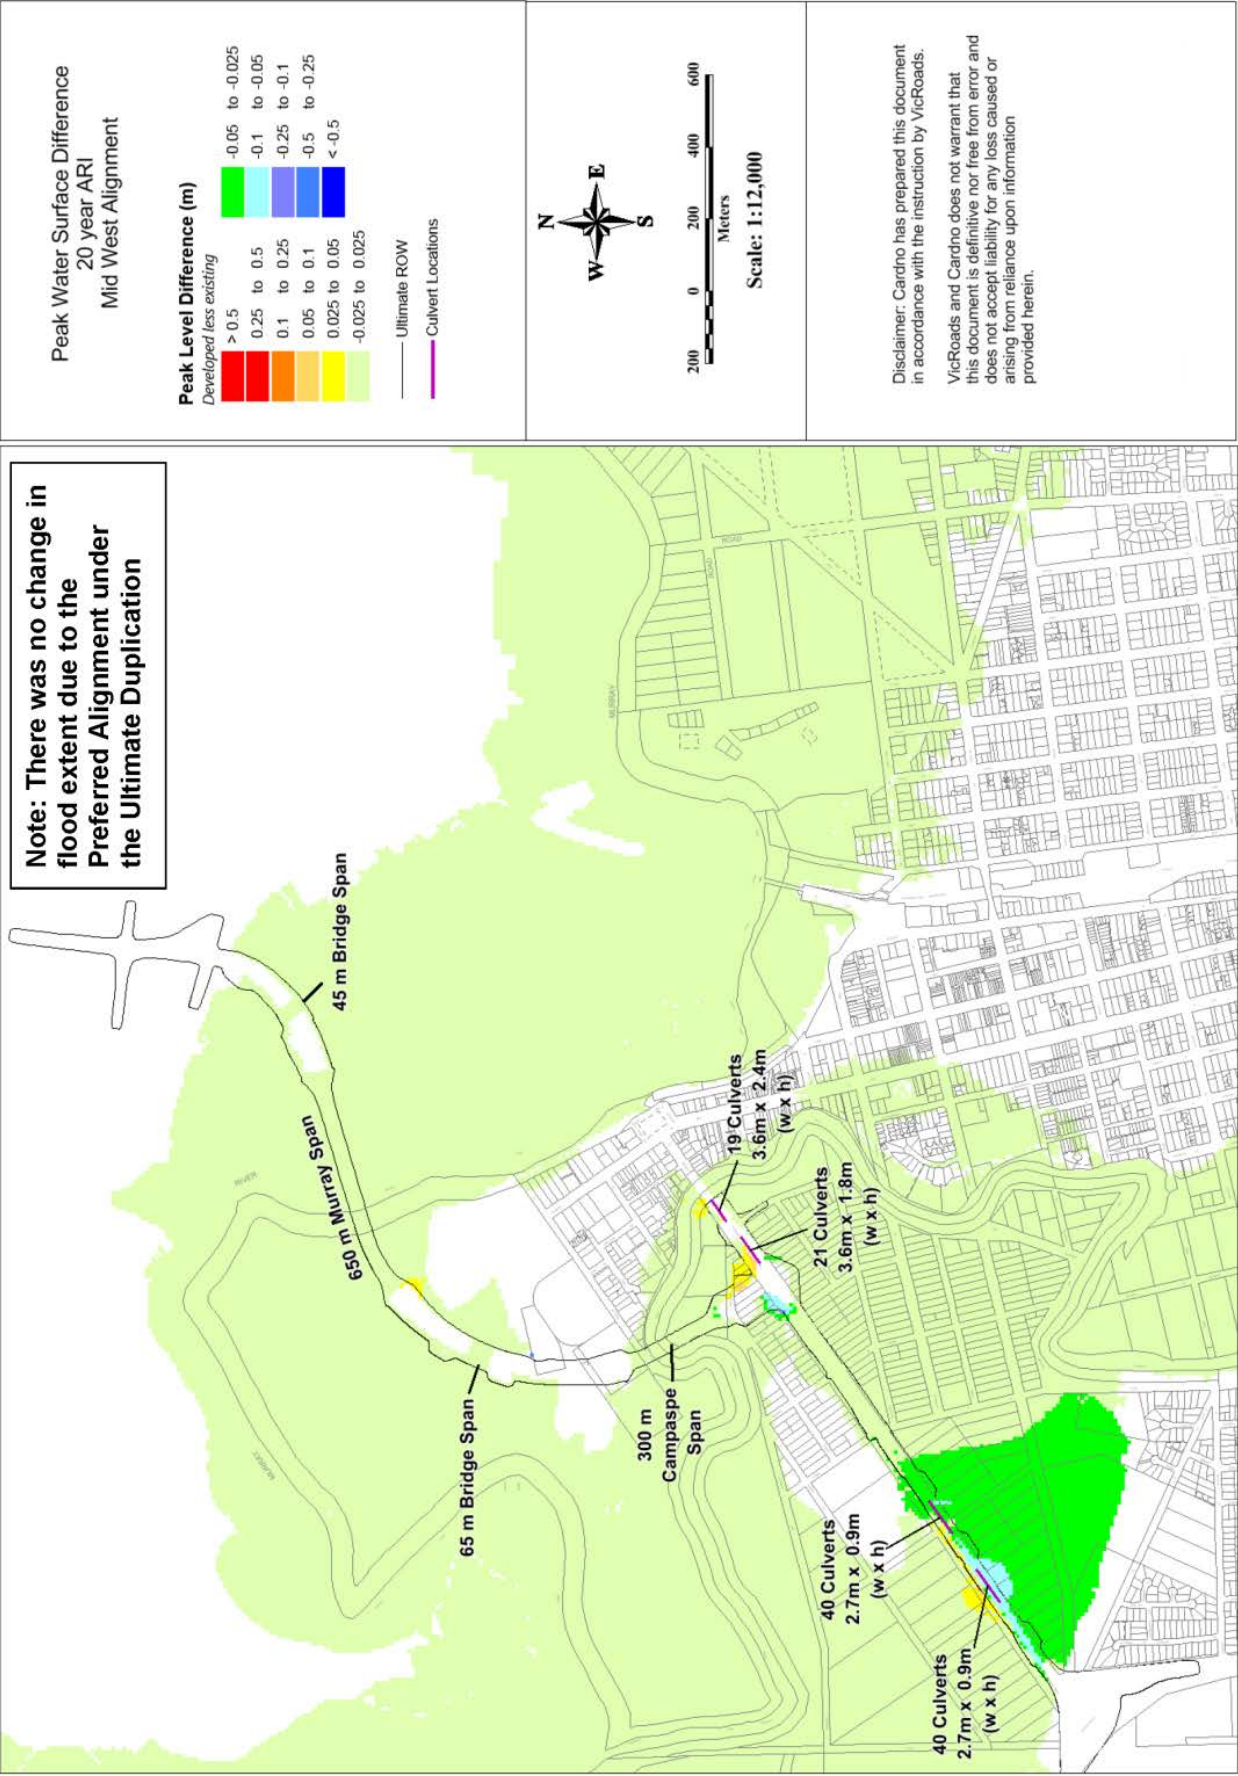 Note: There was no change in
flood extent due to the
Preferred Alignment under
the Ultimate Duplication
45 m Bridge Span
650 m Murray Span
65 m Bridge Span
300 m
Campaspe
Span
19 Culverts
3.6m x 2.4m
(w x h)
21 Culverts
3.6m x 1.8m
(w x h)
40 Culverts
2.7m x 0.9m
(w x h)
40 Culverts
2.7m x 0.9m
(w x h)
RIVER
MURRAY
MURRAY
ROAD
ROAD
Peak Water Surface Difference
20 year ARI
Mid West Alignment
Peak Level Difference (m)
Developed less existing
> 0.5
0.25 to 0.5
0.1 to 0.25
0.05 to 0.1
0.025 to 0.05
-0.025 to 0.025
-0.05 to -0.025
-0.1 to -0.05
-0.25 to -0.1
-0.5 to -0.25
< -0.5
Ultimate ROW
Culvert Locations
N
W
E
S
200 0 200 400 600
Meters
Scale: 1:12,000
Disclaimer: Cardno has prepared this document
in accordance with the instruction by VicRoads.
VicRoads and Cardno does not warrant that
this document is definitive nor free from error and
does not accept liability for any loss caused or
arising from reliance upon information
provided herein.